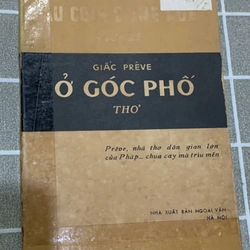 GIẮC PRÊVE
Ở GÓC PHỐ
THƠ
Prêve, nhà thơ dân gian lớn
của Pháp... chua cay mà trìu mến
NHÀ XUẤT BẢN NGOẠI VĂN
HÀ NỘI